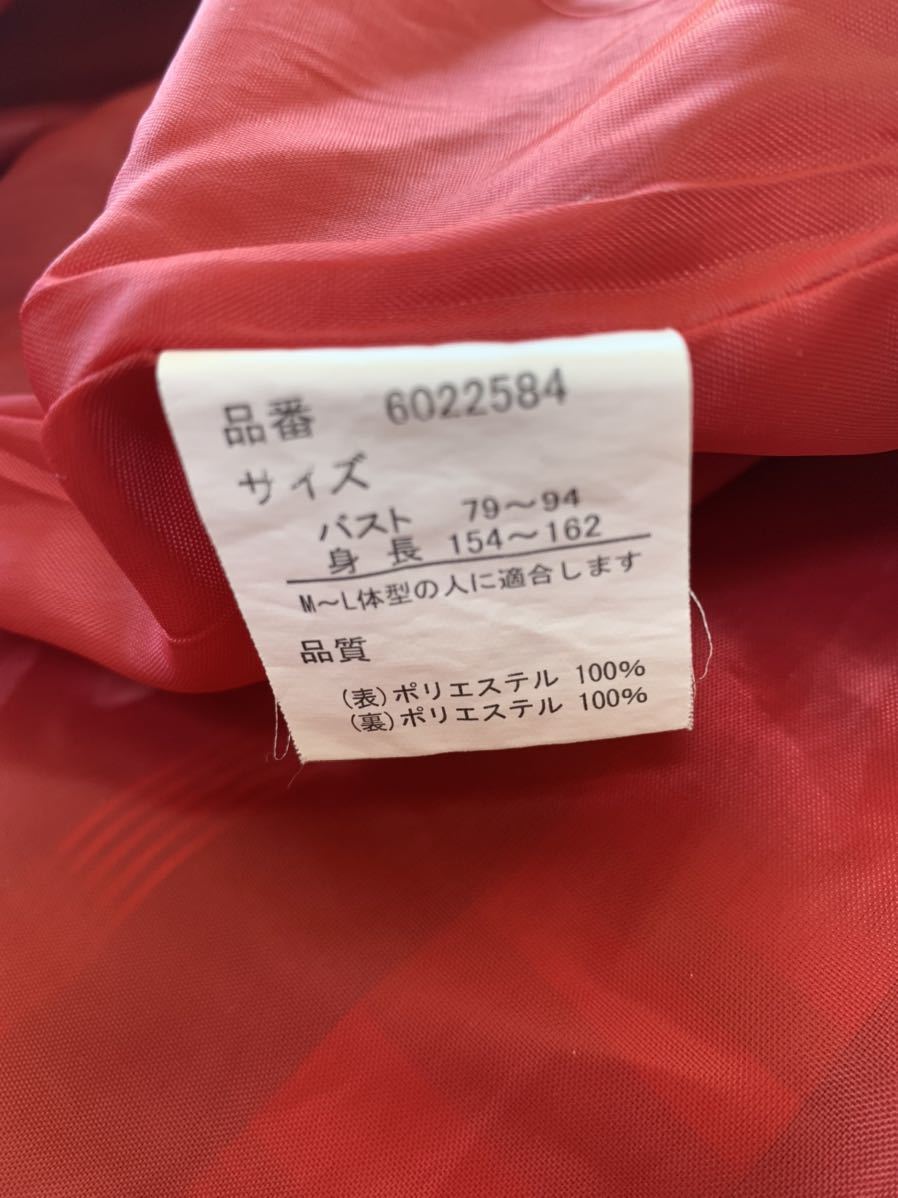 品番 6022584
サイズ
バスト 79～94
身長 154～162
M～L体型の人に適合します
品質
(表)ポリエステル 100%
(裏)ポリエステル 100%